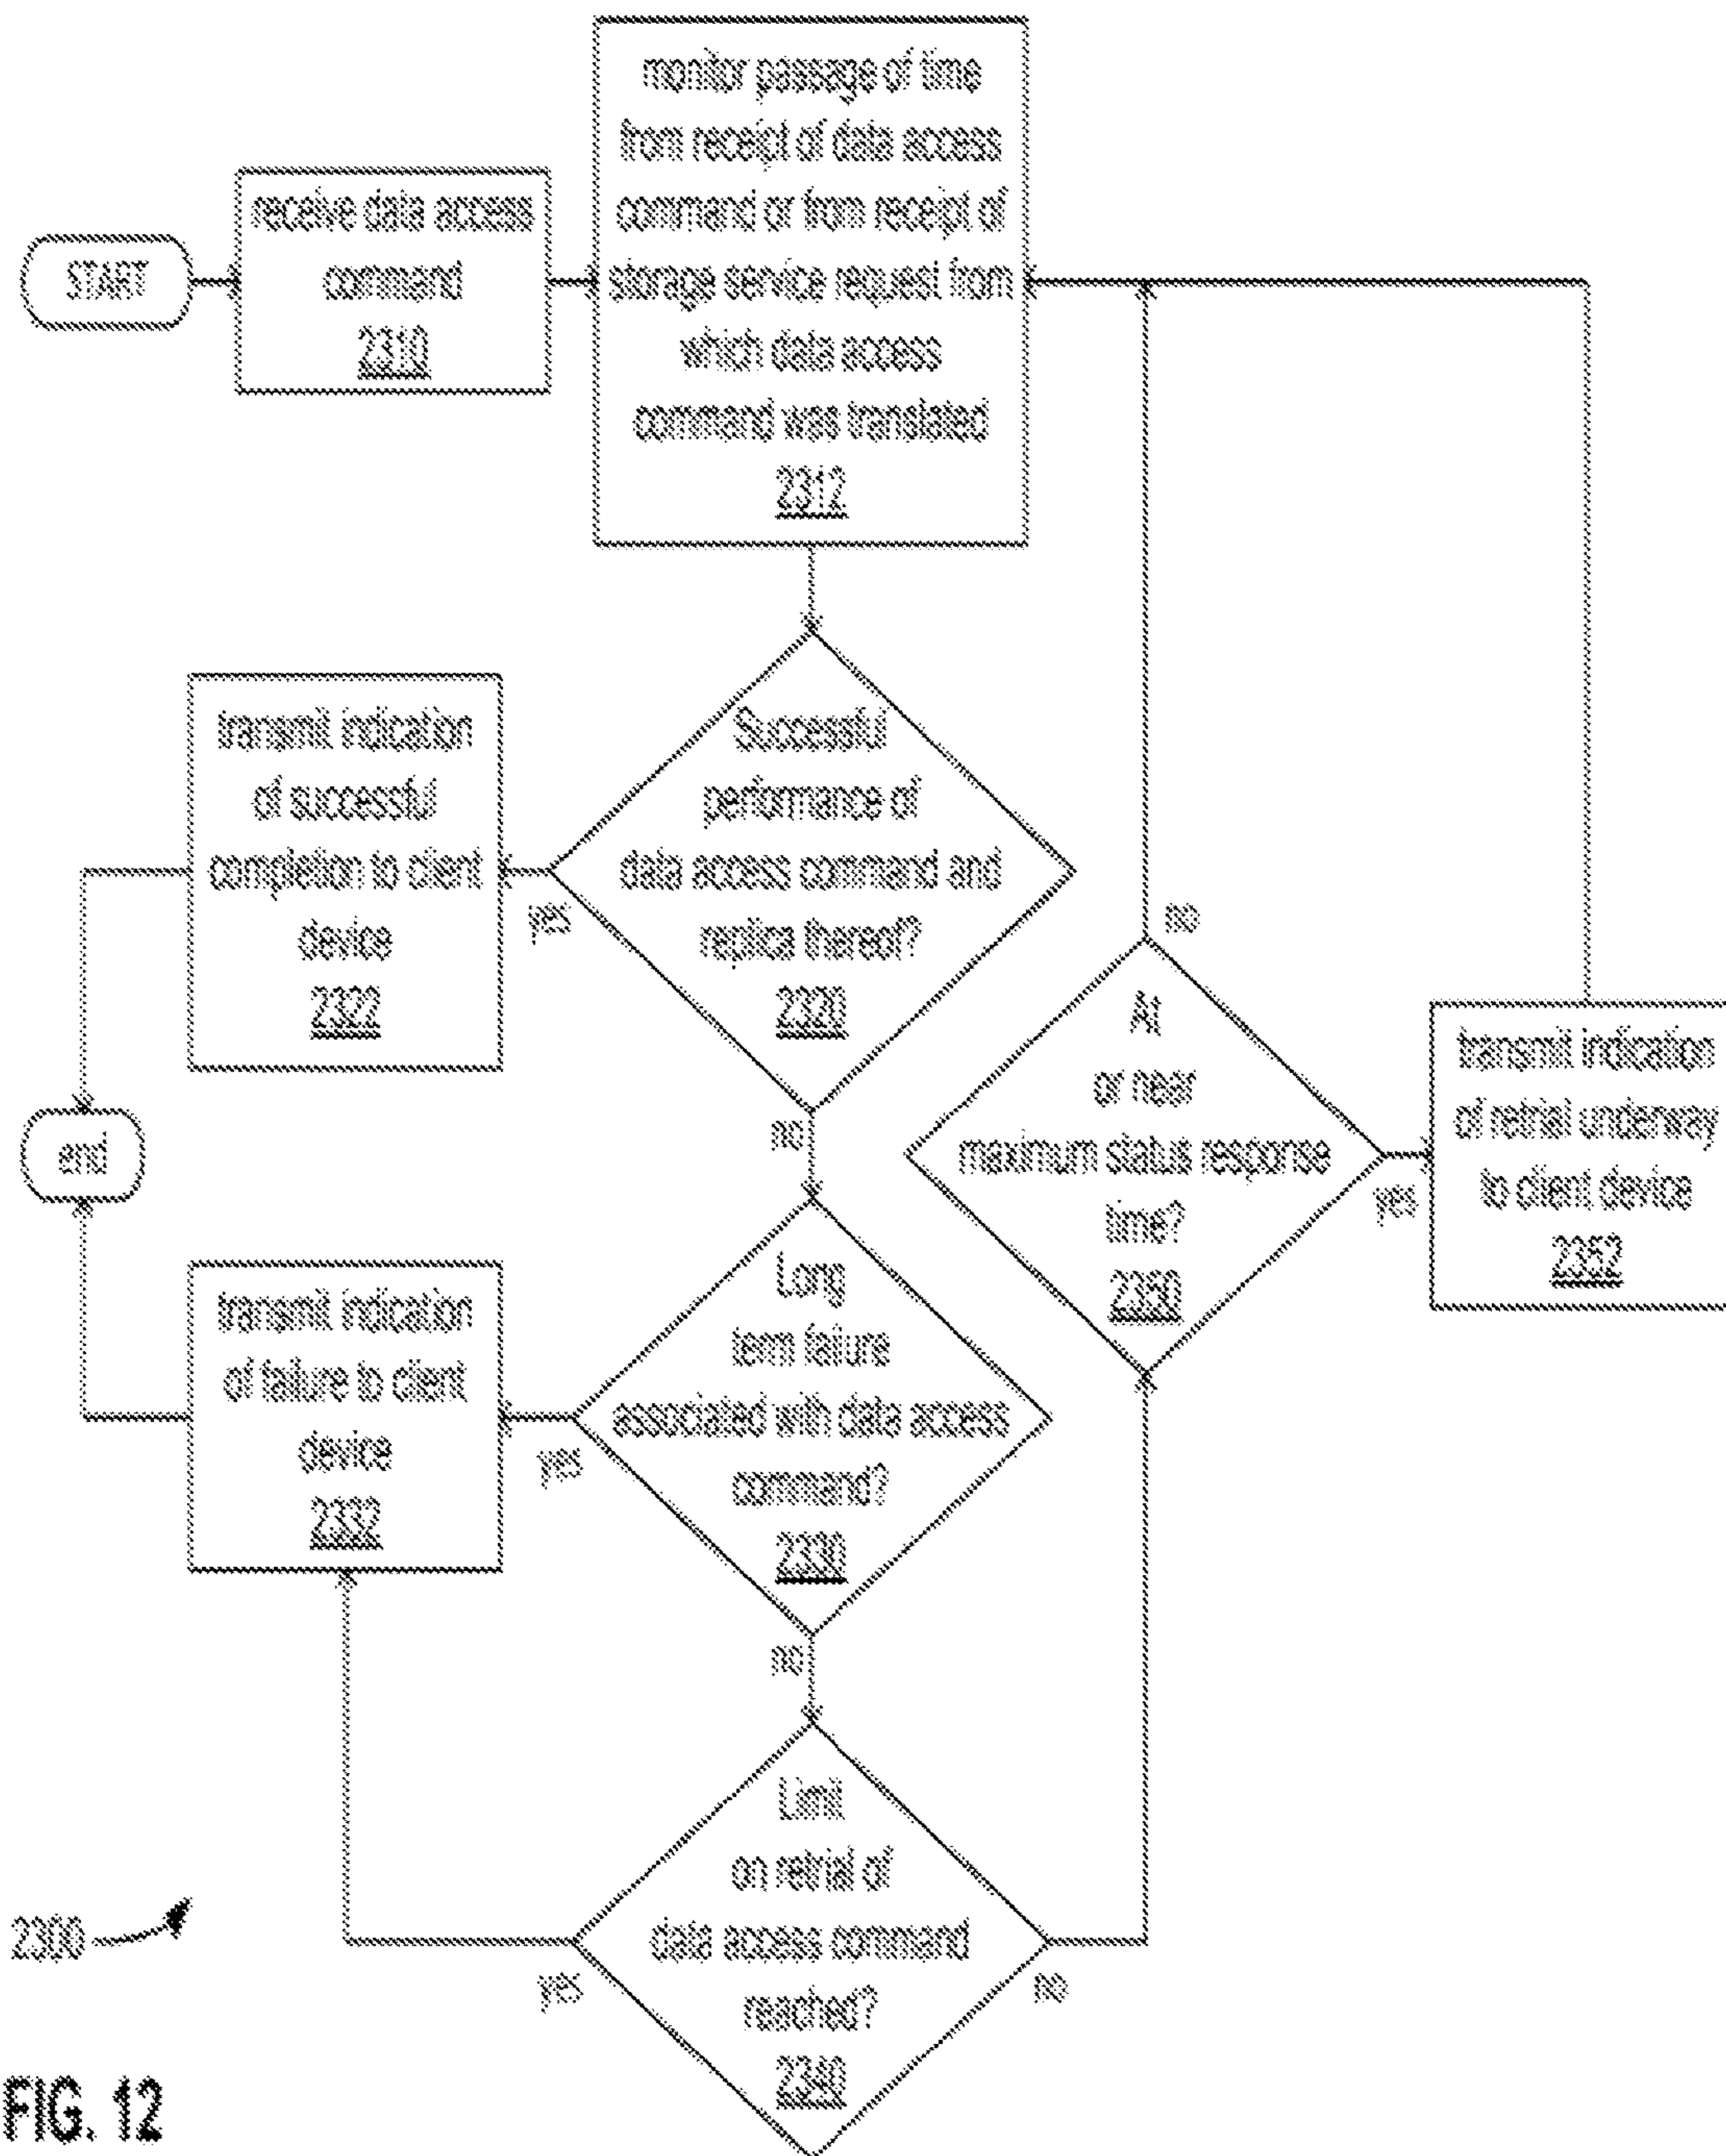 START
receive data access
command
2310
monitor passage of time
from receipt of data access
command or from receipt of
storage service request from
which data access
command was translated
2312
Successful
performance of
data access command and
replica thereof?
2320
yes
no
transmit indication
of successful
completion to client
device
2322
end
Long
term failure
associated with data access
command?
2330
yes
no
transmit indication
of failure to client
device
2332
Limit
on retrial of
data access command
reached?
2340
yes
no
At
or near
maximum status response
time?
2350
no
yes
transmit indication
of retrial underway
to client device
2352
2300
FIG. 12